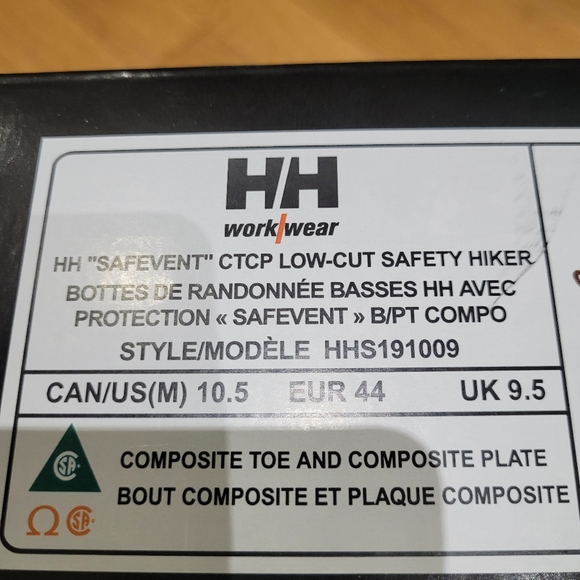 HH
work/wear
HH "SAFEVENT" CTCP LOW-CUT SAFETY HIKER
BOTTES DE RANDONNÉE BASSES HH AVEC
PROTECTION « SAFEVENT » B/PT COMPO
STYLE/MODÈLE HHS191009
CAN/US(M) 10.5 EUR 44 UK 9.5
CSA
COMPOSITE TOE AND COMPOSITE PLATE
BOUT COMPOSITE ET PLAQUE COMPOSITE
Ω CSA